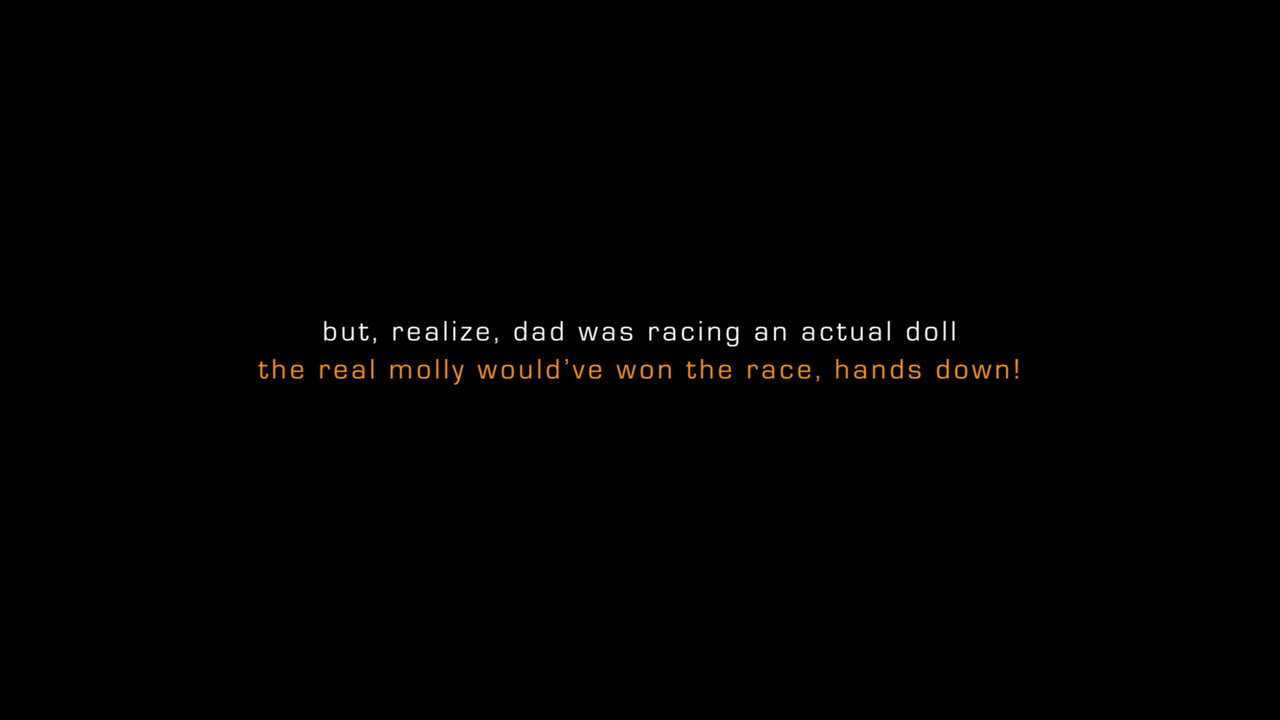 but, realize, dad was racing an actual doll
the real molly would’ve won the race, hands down!